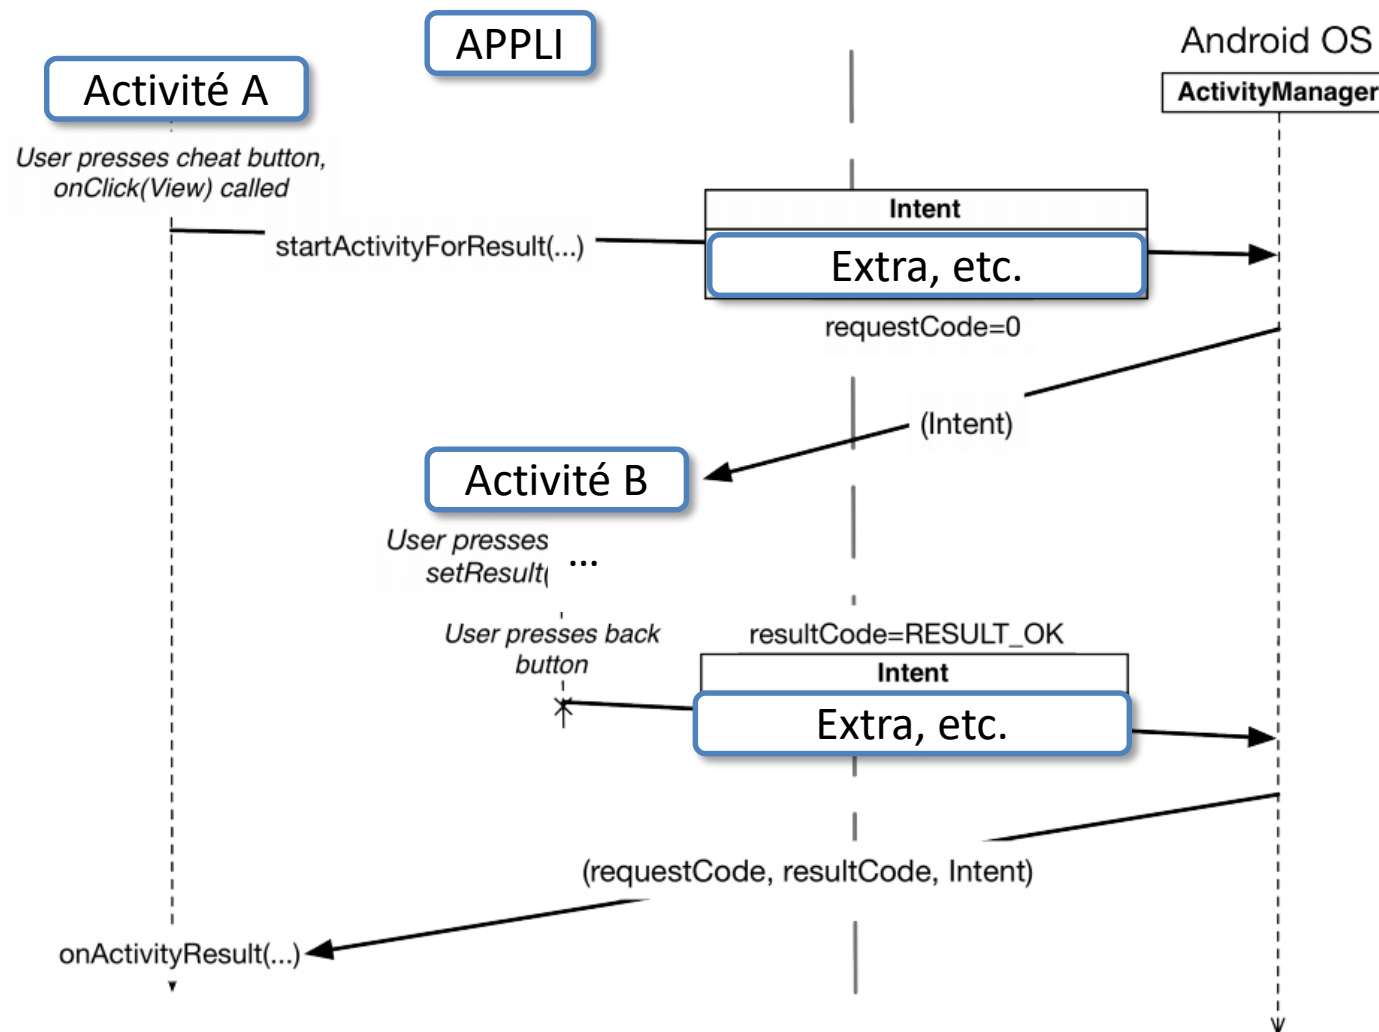 APPLI
Android OS
Activité A
ActivityManager
User presses cheat button,
onClick(View) called
Intent
startActivityForResult(...)
Extra, etc.
requestCode=0
(Intent)
Activité B
User presses
setResult( ...
User presses back
button
resultCode=RESULT_OK
Intent
Extra, etc.
(requestCode, resultCode, Intent)
onActivityResult(...)